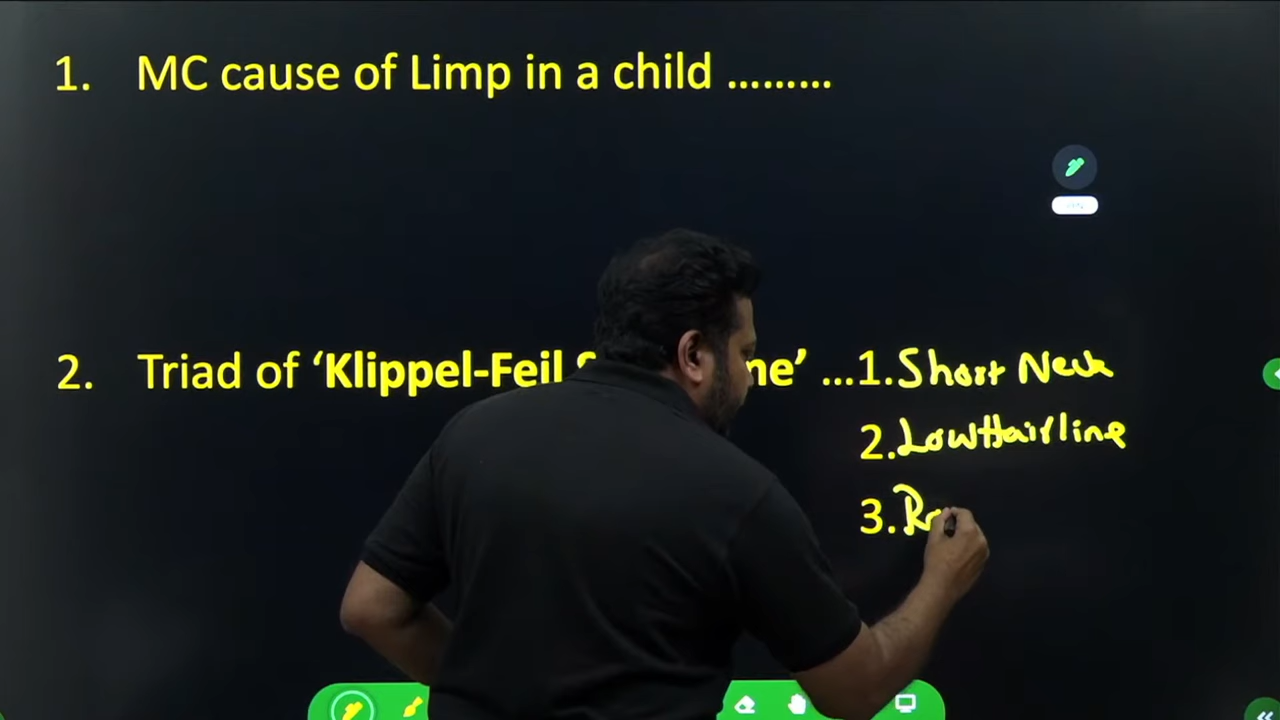 1. MC cause of Limp in a child .........
2. Triad of ‘Klippel-Feil ... 1. Short Neck
2. Low Hairline
3.